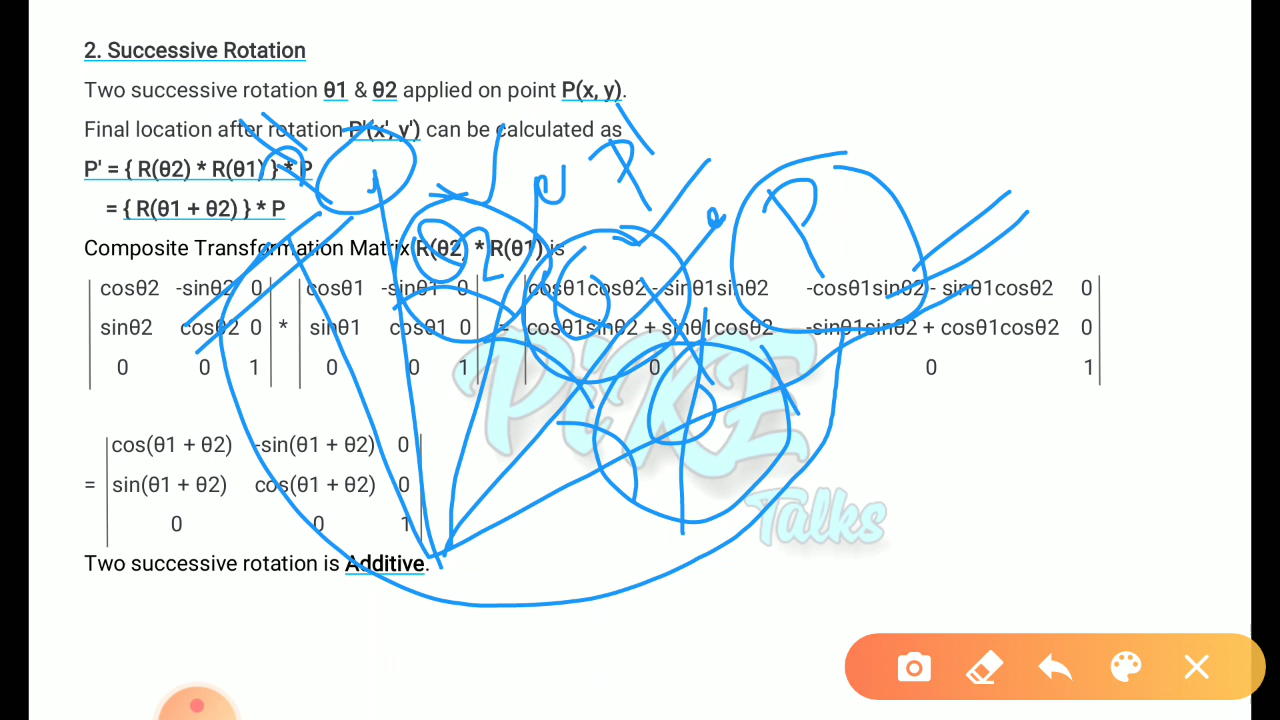 2. Successive Rotation
Two successive rotation θ1 & θ2 applied on point P(x, y).
Final location after rotation P'(x', y') can be calculated as
P' = { R(θ2) * R(θ1) } * P
= { R(θ1 + θ2) } * P
Composite Transformation Matrix R(θ2) * R(θ1) is
cosθ2 -sinθ2 0 cosθ1 -sinθ1 0 cosθ1cosθ2 - sinθ1sinθ2 -cosθ1sinθ2 - sinθ1cosθ2 0
sinθ2 cosθ2 0 * sinθ1 cosθ1 0 = cosθ1sinθ2 + sinθ1cosθ2 -sinθ1sinθ2 + cosθ1cosθ2 0
0 0 1 0 0 1 0 0 1
cos(θ1 + θ2) -sin(θ1 + θ2) 0
= sin(θ1 + θ2) cos(θ1 + θ2) 0
0 0 1
Two successive rotation is Additive.
PiKE
Talks
P
P
θ2